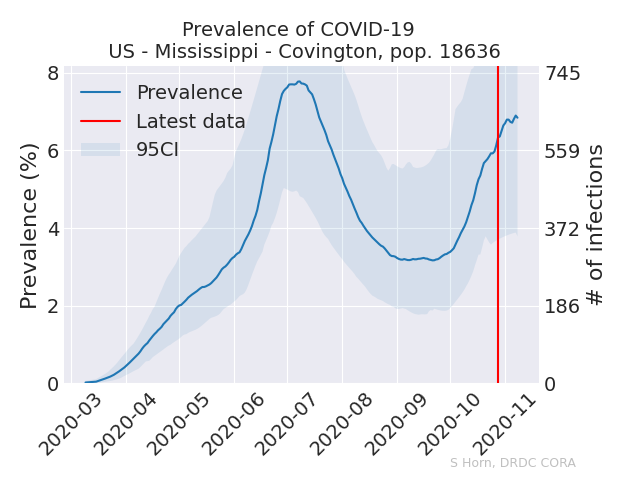 Prevalence of COVID-19
US - Mississippi - Covington, pop. 18636
Prevalence
Latest data
95CI
Prevalence (%)
8
6
4
2
0
745
559
372
186
0
# of infections
2020-03
2020-04
2020-05
2020-06
2020-07
2020-08
2020-09
2020-10
2020-11
S Horn, DRDC CORA